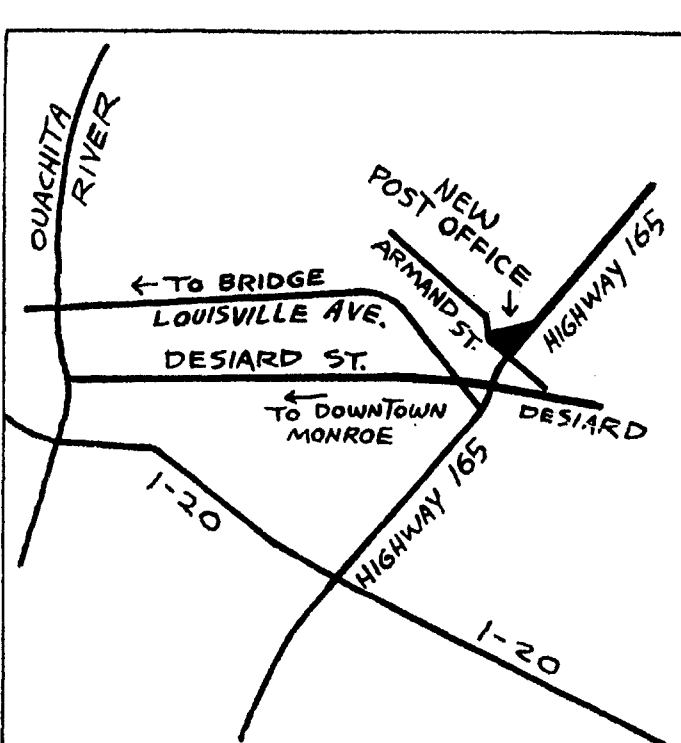 OUACHITA
RIVER
NEW
POST OFFICE
ARMAND ST.
HIGHWAY 165
← TO BRIDGE
LOUISVILLE AVE.
DESIARD ST.
←
TO DOWNTOWN
MONROE
DESIARD
HIGHWAY 165
I-20
I-20